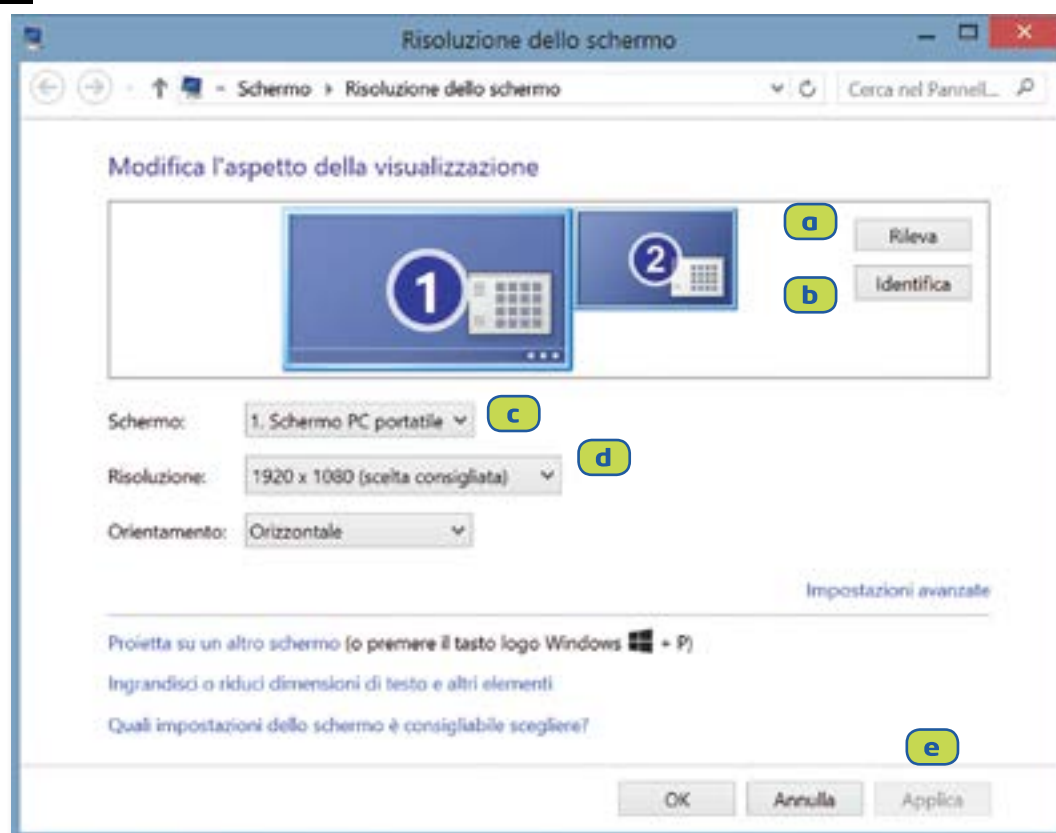 Risoluzione dello schermo
Schermo Risoluzione dello schermo Cerca nel Pannell...
Modifica l'aspetto della visualizzazione
1 2 a Rileva
b Identifica
Schermo: 1. Schermo PC portatile c
Risoluzione: 1920 x 1080 (scelta consigliata) d
Orientamento: Orizzontale
Impostazioni avanzate
Proietta su un altro schermo (o premere il tasto logo Windows + P)
Ingrandisci o riduci dimensioni di testo e altri elementi
Quali impostazioni dello schermo è consigliabile scegliere?
e
OK Annulla Applica